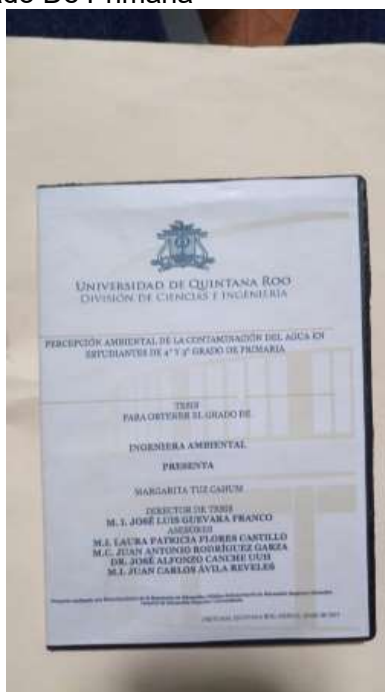 ado De Primaria
UNIVERSIDAD DE QUINTANA ROO
DIVISIÓN DE CIENCIAS E INGENIERÍA
PERCEPCIÓN AMBIENTAL DE LA CONTAMINACIÓN DEL AGUA EN
ESTUDIANTES DE 4° Y 5° GRADO DE PRIMARIA
TESIS
PARA OBTENER EL GRADO DE
INGENIERA AMBIENTAL
PRESENTA
MARGARITA TUZ CAHUM
DIRECTOR DE TESIS
M. I. JOSÉ LUIS GUEVARA FRANCO
ASESORES
M.I. LAURA PATRICIA FLORES CASTILLO
M.C. JUAN ANTONIO RODRÍGUEZ GARZA
DR. JOSÉ ALFONZO CANCHE UUH
M.I. JUAN CARLOS ÁVILA REVELES